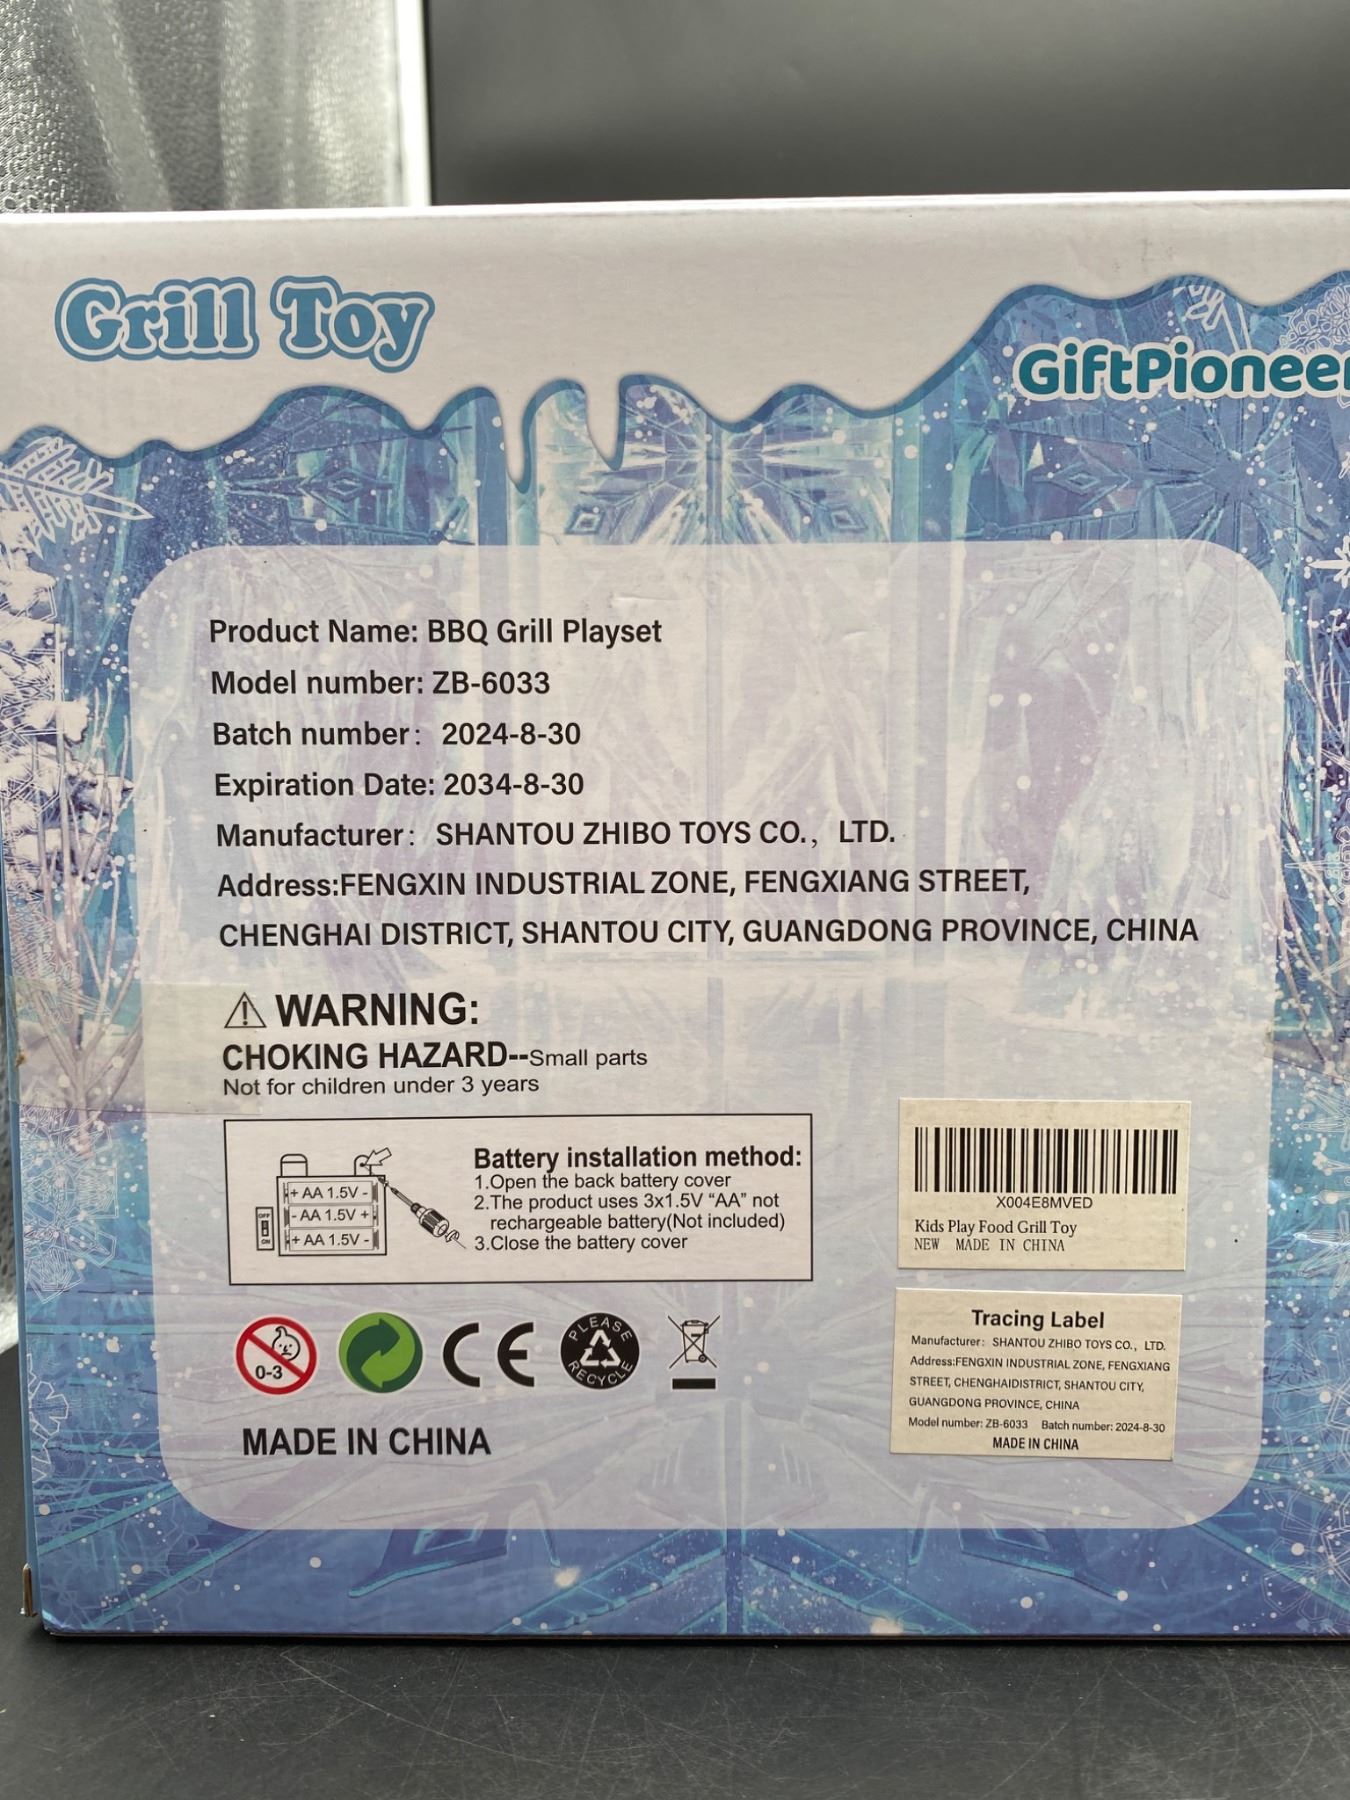 Grill Toy
GiftPioneer
Product Name: BBQ Grill Playset
Model number: ZB-6033
Batch number: 2024-8-30
Expiration Date: 2034-8-30
Manufacturer: SHANTOU ZHIBO TOYS CO., LTD.
Address:FENGXIN INDUSTRIAL ZONE, FENGXIANG STREET,
CHENGHAI DISTRICT, SHANTOU CITY, GUANGDONG PROVINCE, CHINA
⚠ WARNING:
CHOKING HAZARD--Small parts
Not for children under 3 years
+ AA 1.5V -
- AA 1.5V +
+ AA 1.5V -
OFF
ON
Battery installation method:
1.Open the back battery cover
2.The product uses 3x1.5V “AA” not
rechargeable battery(Not included)
3.Close the battery cover
X004E8MVED
Kids Play Food Grill Toy
NEW MADE IN CHINA
0-3
CE
PLEASE
RECYCLE
MADE IN CHINA
Tracing Label
Manufacturer: SHANTOU ZHIBO TOYS CO., LTD.
Address:FENGXIN INDUSTRIAL ZONE, FENGXIANG
STREET, CHENGHAIDISTRICT, SHANTOU CITY,
GUANGDONG PROVINCE, CHINA
Model number: ZB-6033 Batch number: 2024-8-30
MADE IN CHINA